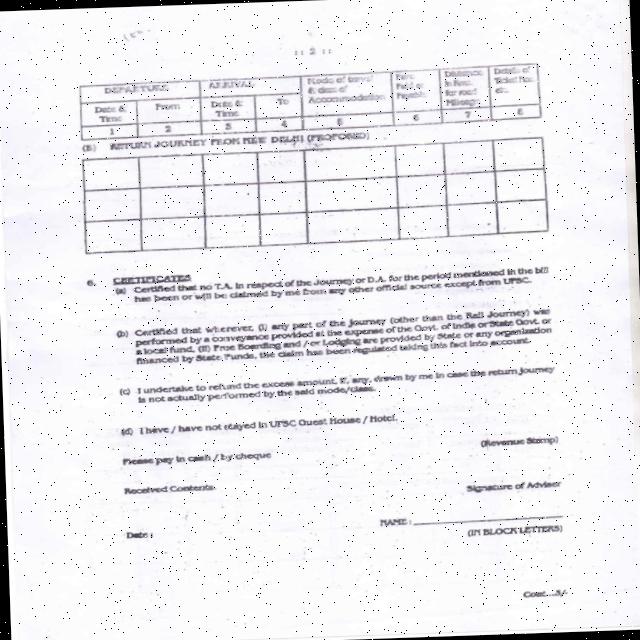 :: 2 ::
DEPARTURE ARRIVAL Mode of travel & class of Accommodation Fare Paid in Rupees Distance in Kms. for road Mileage Details of Ticket Nos. etc.
Date & Time From Date & Time To
1 2 3 4 5 6 7 8
(B) RETURN JOURNEY FROM NEW DELHI (PROPOSED)
6. CERTIFICATES
(a) Certified that no T.A. in respect of the Journey or D.A. for the period mentioned in the bill
has been or will be claimed by me from any other official source except from UPSC.
(b) Certified that wherever, (i) any part of the journey (other than the Rail Journey) was
performed by a conveyance provided at the expense of the Govt. of India or State Govt. or
a local fund, (ii) Free Boarding and / or Lodging are provided by State or any organisation
financed by State Funds, the claim has been regulated taking this fact into account.
(c) I undertake to refund the excess amount, if, any, drawn by me in case the return journey
is not actually performed by the said mode/class.
(d) I have / have not stayed in UPSC Guest House / Hotel.
(Revenue Stamp)
Please pay in cash / by cheque
Received Contents.
Signature of Adviser
Date :
NAME :
(IN BLOCK LETTERS)
Cont...3/-